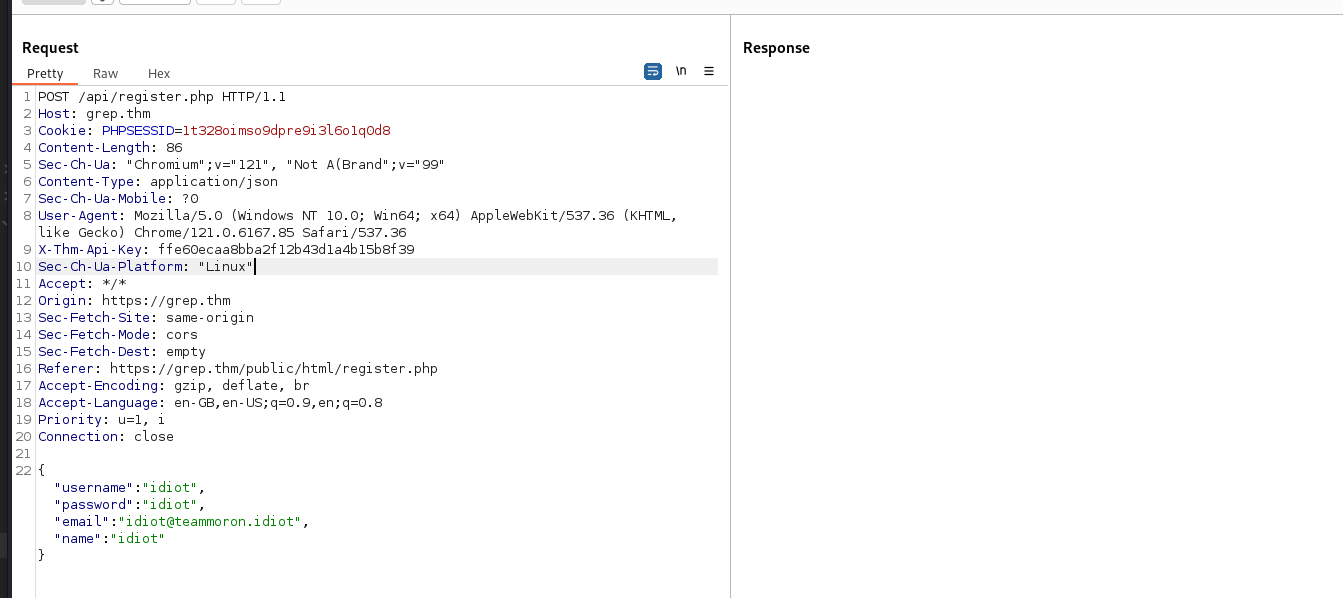 Request
Response
Pretty Raw Hex
\n
1 POST /api/register.php HTTP/1.1
2 Host: grep.thm
3 Cookie: PHPSESSID=1t328oimso9dpre9i3l6o1q0d8
4 Content-Length: 86
5 Sec-Ch-Ua: "Chromium";v="121", "Not A(Brand";v="99"
6 Content-Type: application/json
7 Sec-Ch-Ua-Mobile: ?0
8 User-Agent: Mozilla/5.0 (Windows NT 10.0; Win64; x64) AppleWebKit/537.36 (KHTML,
like Gecko) Chrome/121.0.6167.85 Safari/537.36
9 X-Thm-Api-Key: ffe60ecaa8bba2f12b43d1a4b15b8f39
10 Sec-Ch-Ua-Platform: "Linux"
11 Accept: */*
12 Origin: https://grep.thm
13 Sec-Fetch-Site: same-origin
14 Sec-Fetch-Mode: cors
15 Sec-Fetch-Dest: empty
16 Referer: https://grep.thm/public/html/register.php
17 Accept-Encoding: gzip, deflate, br
18 Accept-Language: en-GB,en-US;q=0.9,en;q=0.8
19 Priority: u=1, i
20 Connection: close
21
22 {
"username":"idiot",
"password":"idiot",
"email":"idiot@teammoron.idiot",
"name":"idiot"
}